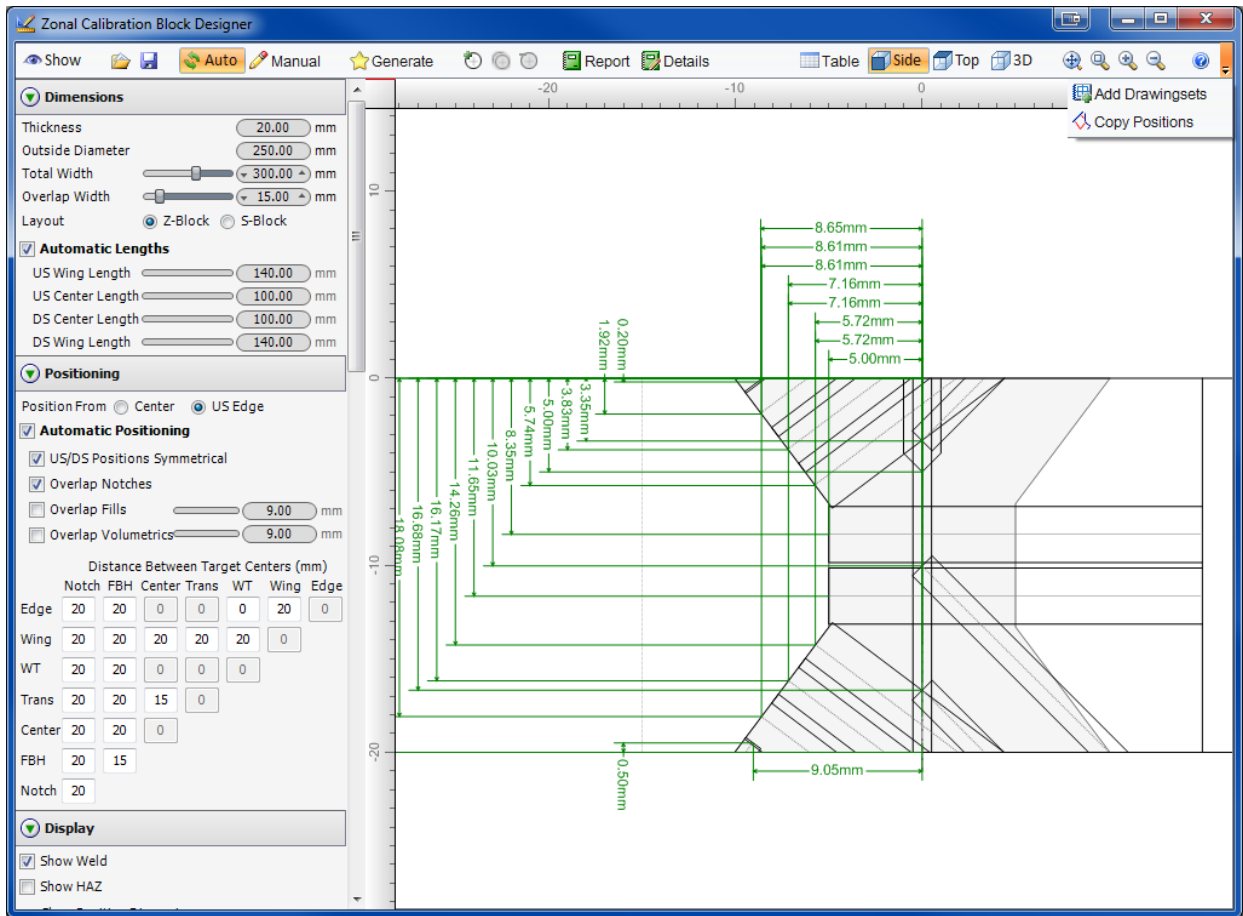 Zonal Calibration Block Designer
Show Auto Manual Generate Report Details Table Side Top 3D
Add Drawingsets
Copy Positions
Dimensions
Thickness 20.00 mm
Outside Diameter 250.00 mm
Total Width 300.00 mm
Overlap Width 15.00 mm
Layout Z-Block S-Block
Automatic Lengths
US Wing Length 140.00 mm
US Center Length 100.00 mm
DS Center Length 100.00 mm
DS Wing Length 140.00 mm
Positioning
Position From Center US Edge
Automatic Positioning
US/DS Positions Symmetrical
Overlap Notches
Overlap Fills 9.00 mm
Overlap Volumetrics 9.00 mm
Distance Between Target Centers (mm)
Notch FBH Center Trans WT Wing Edge
Edge 20 20 0 0 0 20 0
Wing 20 20 20 20 20 0
WT 20 20 0 0 0
Trans 20 20 15 0
Center 20 20 0
FBH 20 15
Notch 20
Display
Show Weld
Show HAZ
-20 -10 0
10
0
-10
-20
8.65mm
8.61mm
8.61mm
7.16mm
7.16mm
5.72mm
5.72mm
5.00mm
0.20mm
1.92mm
3.35mm
3.83mm
5.00mm
5.74mm
8.35mm
10.03mm
11.65mm
14.26mm
16.17mm
16.68mm
18.08mm
0.50mm
9.05mm